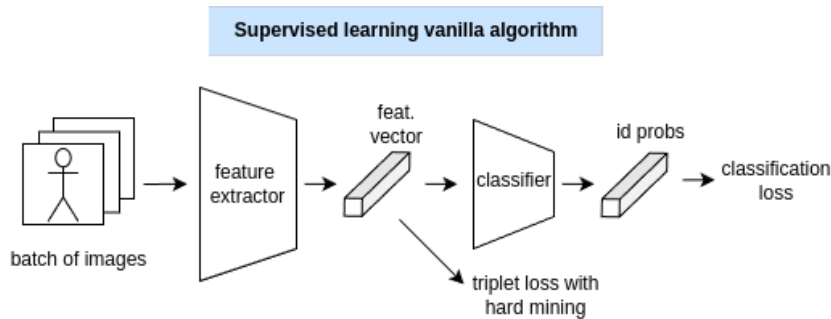 Supervised learning vanilla algorithm
batch of images
feature
extractor
feat.
vector
classifier
id probs
classification
loss
triplet loss with
hard mining